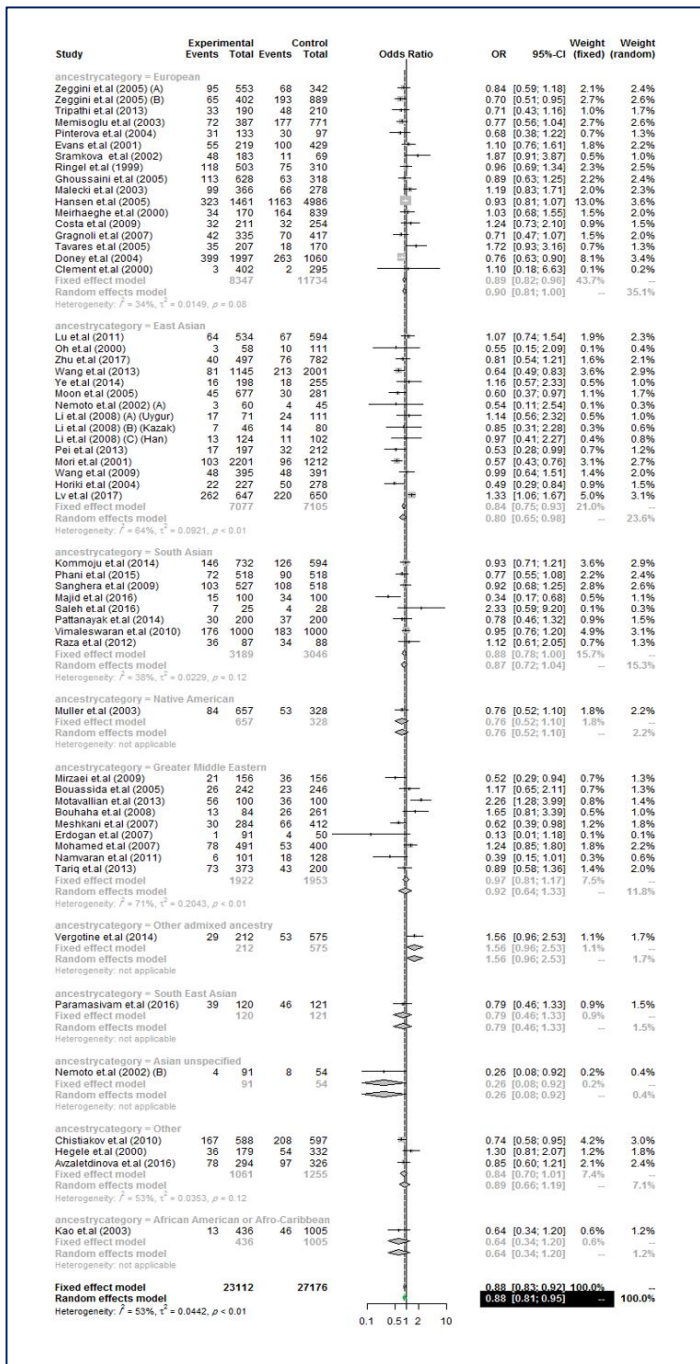 Experimental Control Weight Weight
Study Events Total Events Total Odds Ratio OR 95%-CI (fixed) (random)
ancestrycategory = European
Zeggini et.al (2005) (A) 95 553 68 342 0.84 [0.59; 1.18] 2.1% 2.4%
Zeggini et.al (2005) (B) 65 402 193 889 0.70 [0.51; 0.95] 2.7% 2.6%
Tripathi et.al (2013) 33 190 48 210 0.71 [0.43; 1.16] 1.0% 1.7%
Memisoglu et.al (2003) 72 387 177 771 0.77 [0.56; 1.04] 2.7% 2.6%
Pinterova et.al (2004) 31 133 30 97 0.68 [0.38; 1.22] 0.7% 1.3%
Evans et.al (2001) 55 219 100 429 1.10 [0.76; 1.61] 1.8% 2.2%
Sramkova et.al (2002) 48 183 11 69 1.87 [0.91; 3.87] 0.5% 1.0%
Ringel et.al (1999) 118 503 75 310 0.96 [0.69; 1.34] 2.3% 2.5%
Ghoussaini et.al (2005) 113 628 63 318 0.89 [0.63; 1.25] 2.2% 2.4%
Malecki et.al (2003) 99 366 66 278 1.19 [0.83; 1.71] 2.0% 2.3%
Hansen et.al (2005) 323 1461 1163 4986 0.93 [0.81; 1.07] 13.0% 3.6%
Meirhaeghe et.al (2000) 34 170 164 839 1.03 [0.68; 1.55] 1.5% 2.0%
Costa et.al (2009) 32 211 32 254 1.24 [0.73; 2.10] 0.9% 1.5%
Gragnoli et.al (2007) 42 335 70 417 0.71 [0.47; 1.07] 1.5% 2.0%
Tavares et.al (2005) 35 207 18 170 1.72 [0.93; 3.16] 0.7% 1.2%
Doney et.al (2004) 399 1997 263 1060 0.76 [0.63; 0.90] 8.1% 3.4%
Clement et.al (2000) 3 402 2 295 1.10 [0.18; 6.63] 0.1% 0.2%
Fixed effect model 8347 11734 0.89 [0.82; 0.96] 43.7% --
Random effects model 0.90 [0.81; 1.00] -- 35.1%
Heterogeneity: I² = 34%, τ² = 0.0149, p = 0.08
ancestrycategory = East Asian
Lu et.al (2011) 64 534 67 594 1.07 [0.74; 1.54] 1.9% 2.3%
Oh et.al (2000) 3 58 10 111 0.55 [0.15; 2.09] 0.1% 0.4%
Zhu et.al (2017) 40 497 76 782 0.81 [0.54; 1.21] 1.6% 2.1%
Wang et.al (2013) 81 1145 213 2001 0.64 [0.49; 0.83] 3.6% 2.9%
Ye et.al (2014) 16 198 18 255 1.16 [0.57; 2.33] 0.5% 1.0%
Moon et.al (2005) 45 677 30 281 0.60 [0.37; 0.97] 1.1% 1.7%
Nemoto et.al (2002) (A) 3 60 4 45 0.54 [0.11; 2.54] 0.1% 0.3%
Li et.al (2008) (A) (Uygur) 17 71 24 111 1.14 [0.56; 2.32] 0.5% 1.0%
Li et.al (2008) (B) (Kazak) 7 46 14 80 0.85 [0.31; 2.28] 0.3% 0.6%
Li et.al (2008) (C) (Han) 13 124 11 102 0.97 [0.41; 2.27] 0.4% 0.8%
Pei et.al (2013) 17 197 32 212 0.53 [0.28; 0.99] 0.7% 1.2%
Mori et.al (2001) 103 2201 96 1212 0.57 [0.43; 0.76] 3.1% 2.7%
Wang et.al (2009) 48 395 48 391 0.99 [0.64; 1.51] 1.4% 2.0%
Horiki et.al (2004) 22 227 50 278 0.49 [0.29; 0.84] 0.9% 1.5%
Lv et.al (2017) 262 647 220 650 1.33 [1.06; 1.67] 5.0% 3.1%
Fixed effect model 7077 7105 0.84 [0.75; 0.93] 21.0% --
Random effects model 0.80 [0.65; 0.98] -- 23.6%
Heterogeneity: I² = 64%, τ² = 0.0921, p < 0.01
ancestrycategory = South Asian
Kommoju et.al (2014) 146 732 126 594 0.93 [0.71; 1.21] 3.6% 2.9%
Phani et.al (2015) 72 518 90 518 0.77 [0.55; 1.08] 2.2% 2.4%
Sanghera et.al (2009) 103 527 108 518 0.92 [0.68; 1.25] 2.8% 2.6%
Majid et.al (2016) 15 100 34 100 0.34 [0.17; 0.68] 0.5% 1.1%
Saleh et.al (2016) 7 25 4 28 2.33 [0.59; 9.20] 0.1% 0.3%
Pattanayak et.al (2014) 30 200 37 200 0.78 [0.46; 1.32] 0.9% 1.5%
Vimaleswaran et.al (2010) 176 1000 183 1000 0.95 [0.76; 1.20] 4.9% 3.1%
Raza et.al (2012) 36 87 34 88 1.12 [0.61; 2.05] 0.7% 1.3%
Fixed effect model 3189 3046 0.88 [0.78; 1.00] 15.7% --
Random effects model 0.87 [0.72; 1.04] -- 15.3%
Heterogeneity: I² = 38%, τ² = 0.0229, p = 0.12
ancestrycategory = Native American
Muller et.al (2003) 84 657 53 328 0.76 [0.52; 1.10] 1.8% 2.2%
Fixed effect model 657 328 0.76 [0.52; 1.10] 1.8% --
Random effects model 0.76 [0.52; 1.10] -- 2.2%
Heterogeneity: not applicable
ancestrycategory = Greater Middle Eastern
Mirzaei et.al (2009) 21 156 36 156 0.52 [0.29; 0.94] 0.7% 1.3%
Bouassida et.al (2005) 26 242 23 246 1.17 [0.65; 2.11] 0.7% 1.3%
Motavallian et.al (2013) 56 100 36 100 2.26 [1.28; 3.99] 0.8% 1.4%
Bouhaha et.al (2008) 13 84 26 261 1.65 [0.81; 3.39] 0.5% 1.0%
Meshkani et.al (2007) 30 284 66 412 0.62 [0.39; 0.98] 1.2% 1.8%
Erdogan et.al (2007) 1 91 4 50 0.13 [0.01; 1.18] 0.1% 0.1%
Mohamed et.al (2007) 78 491 53 400 1.24 [0.85; 1.80] 1.8% 2.2%
Namvaran et.al (2011) 6 101 18 128 0.39 [0.15; 1.01] 0.3% 0.6%
Tariq et.al (2013) 73 373 43 200 0.89 [0.58; 1.36] 1.4% 2.0%
Fixed effect model 1922 1953 0.97 [0.81; 1.17] 7.5% --
Random effects model 0.92 [0.64; 1.33] -- 11.8%
Heterogeneity: I² = 71%, τ² = 0.2043, p < 0.01
ancestrycategory = Other admixed ancestry
Vergotine et.al (2014) 29 212 53 575 1.56 [0.96; 2.53] 1.1% 1.7%
Fixed effect model 212 575 1.56 [0.96; 2.53] 1.1% --
Random effects model 1.56 [0.96; 2.53] -- 1.7%
Heterogeneity: not applicable
ancestrycategory = South East Asian
Paramasivam et.al (2016) 39 120 46 121 0.79 [0.46; 1.33] 0.9% 1.5%
Fixed effect model 120 121 0.79 [0.46; 1.33] 0.9% --
Random effects model 0.79 [0.46; 1.33] -- 1.5%
Heterogeneity: not applicable
ancestrycategory = Asian unspecified
Nemoto et.al (2002) (B) 4 91 8 54 0.26 [0.08; 0.92] 0.2% 0.4%
Fixed effect model 91 54 0.26 [0.08; 0.92] 0.2% --
Random effects model 0.26 [0.08; 0.92] -- 0.4%
Heterogeneity: not applicable
ancestrycategory = Other
Chistiakov et.al (2010) 167 588 208 597 0.74 [0.58; 0.95] 4.2% 3.0%
Hegele et.al (2000) 36 179 54 332 1.30 [0.81; 2.07] 1.2% 1.8%
Avzaletdinova et.al (2016) 78 294 97 326 0.85 [0.60; 1.21] 2.1% 2.4%
Fixed effect model 1061 1255 0.84 [0.70; 1.01] 7.4% --
Random effects model 0.89 [0.66; 1.19] -- 7.1%
Heterogeneity: I² = 53%, τ² = 0.0353, p = 0.12
ancestrycategory = African American or Afro-Caribbean
Kao et.al (2003) 13 436 46 1005 0.64 [0.34; 1.20] 0.6% 1.2%
Fixed effect model 436 1005 0.64 [0.34; 1.20] 0.6% --
Random effects model 0.64 [0.34; 1.20] -- 1.2%
Heterogeneity: not applicable
Fixed effect model 23112 27176 0.88 [0.83; 0.92] 100.0% --
Random effects model 0.88 [0.81; 0.95] -- 100.0%
Heterogeneity: I² = 53%, τ² = 0.0442, p < 0.01
0.1 0.5 1 2 10